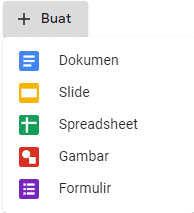 Buat
Dokumen
Slide
Spreadsheet
Gambar
Formulir